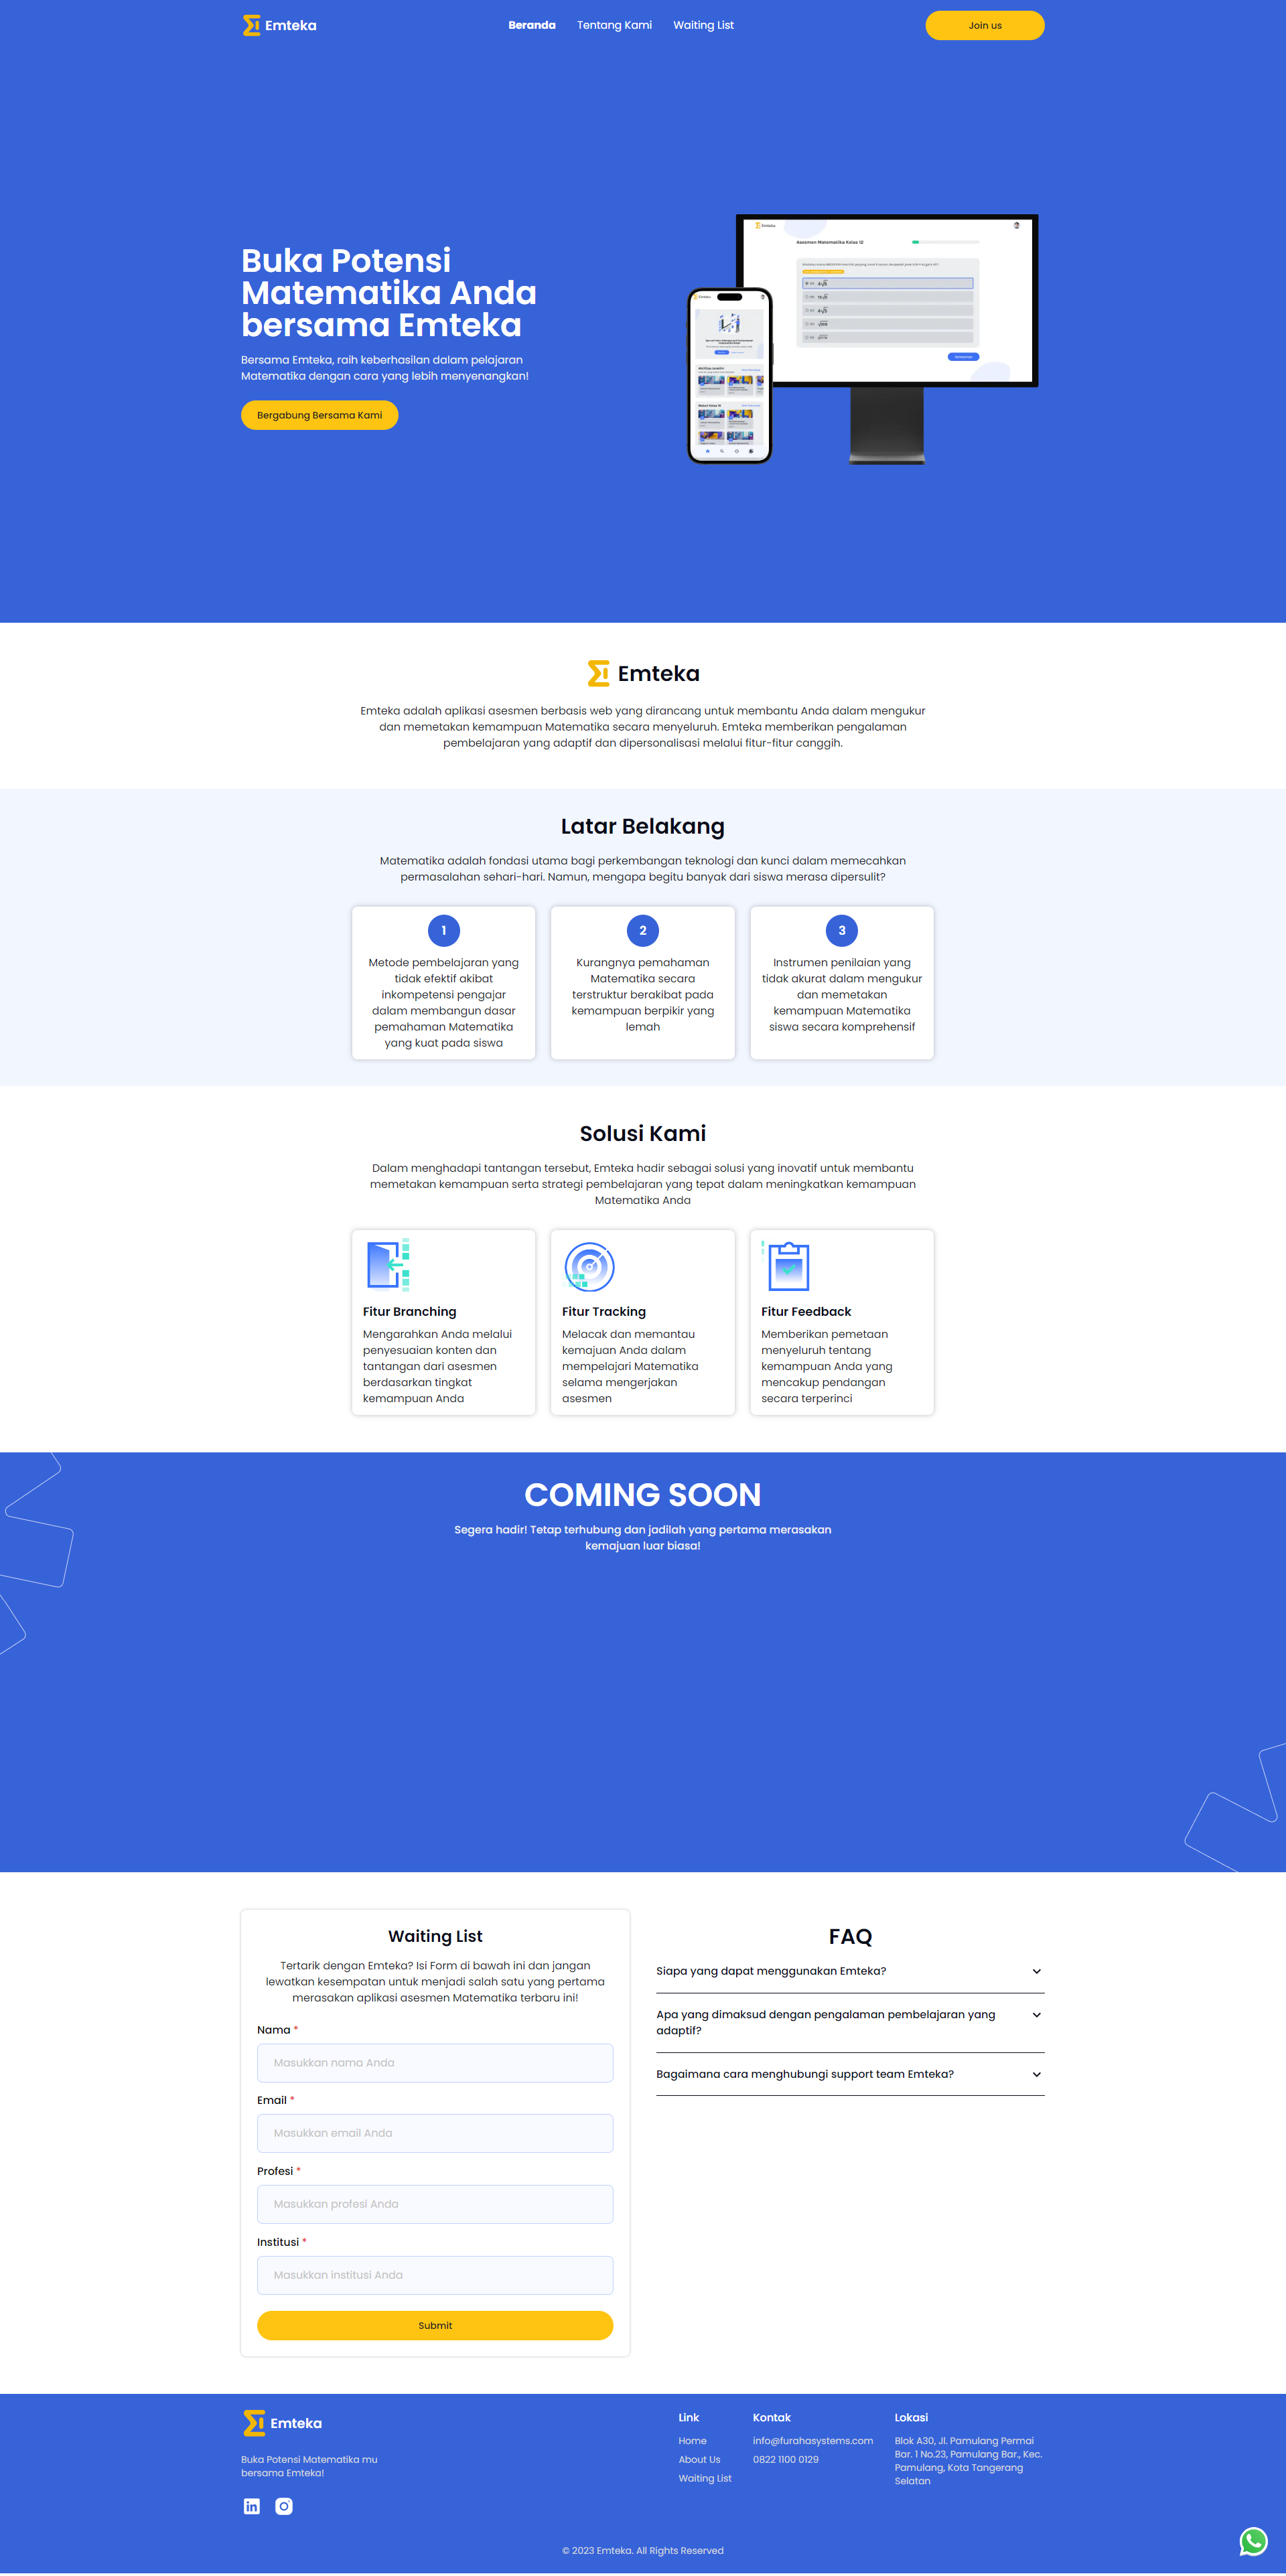 Emteka
Beranda
Tentang Kami
Waiting List
Join us
Buka Potensi
Matematika Anda
bersama Emteka
Bersama Emteka, raih keberhasilan dalam pelajaran
Matematika dengan cara yang lebih menyenangkan!
Bergabung Bersama Kami
Emteka
Asesmen Matematika Kelas 12
Emteka
Emteka adalah aplikasi asesmen berbasis web yang dirancang untuk membantu Anda dalam mengukur
dan memetakan kemampuan Matematika secara menyeluruh. Emteka memberikan pengalaman
pembelajaran yang adaptif dan dipersonalisasi melalui fitur-fitur canggih.
Latar Belakang
Matematika adalah fondasi utama bagi perkembangan teknologi dan kunci dalam memecahkan
permasalahan sehari-hari. Namun, mengapa begitu banyak dari siswa merasa dipersulit?
1
Metode pembelajaran yang
tidak efektif akibat
inkompetensi pengajar
dalam membangun dasar
pemahaman Matematika
yang kuat pada siswa
2
Kurangnya pemahaman
Matematika secara
terstruktur berakibat pada
kemampuan berpikir yang
lemah
3
Instrumen penilaian yang
tidak akurat dalam mengukur
dan memetakan
kemampuan Matematika
siswa secara komprehensif
Solusi Kami
Dalam menghadapi tantangan tersebut, Emteka hadir sebagai solusi yang inovatif untuk membantu
memetakan kemampuan serta strategi pembelajaran yang tepat dalam meningkatkan kemampuan
Matematika Anda
Fitur Branching
Mengarahkan Anda melalui
penyesuaian konten dan
tantangan dari asesmen
berdasarkan tingkat
kemampuan Anda
Fitur Tracking
Melacak dan memantau
kemajuan Anda dalam
mempelajari Matematika
selama mengerjakan
asesmen
Fitur Feedback
Memberikan pemetaan
menyeluruh tentang
kemampuan Anda yang
mencakup pendangan
secara terperinci
COMING SOON
Segera hadir! Tetap terhubung dan jadilah yang pertama merasakan
kemajuan luar biasa!
Waiting List
Tertarik dengan Emteka? Isi Form di bawah ini dan jangan
lewatkan kesempatan untuk menjadi salah satu yang pertama
merasakan aplikasi asesmen Matematika terbaru ini!
Nama *
Masukkan nama Anda
Email *
Masukkan email Anda
Profesi *
Masukkan profesi Anda
Institusi *
Masukkan institusi Anda
Submit
FAQ
Siapa yang dapat menggunakan Emteka?
Apa yang dimaksud dengan pengalaman pembelajaran yang
adaptif?
Bagaimana cara menghubungi support team Emteka?
Emteka
Buka Potensi Matematika mu
bersama Emteka!
in
Link
Home
About Us
Waiting List
Kontak
info@furahasystems.com
0822 1100 0129
Lokasi
Blok A30, Jl. Pamulang Permai
Bar. 1 No.23, Pamulang Bar., Kec.
Pamulang, Kota Tangerang
Selatan
© 2023 Emteka. All Rights Reserved